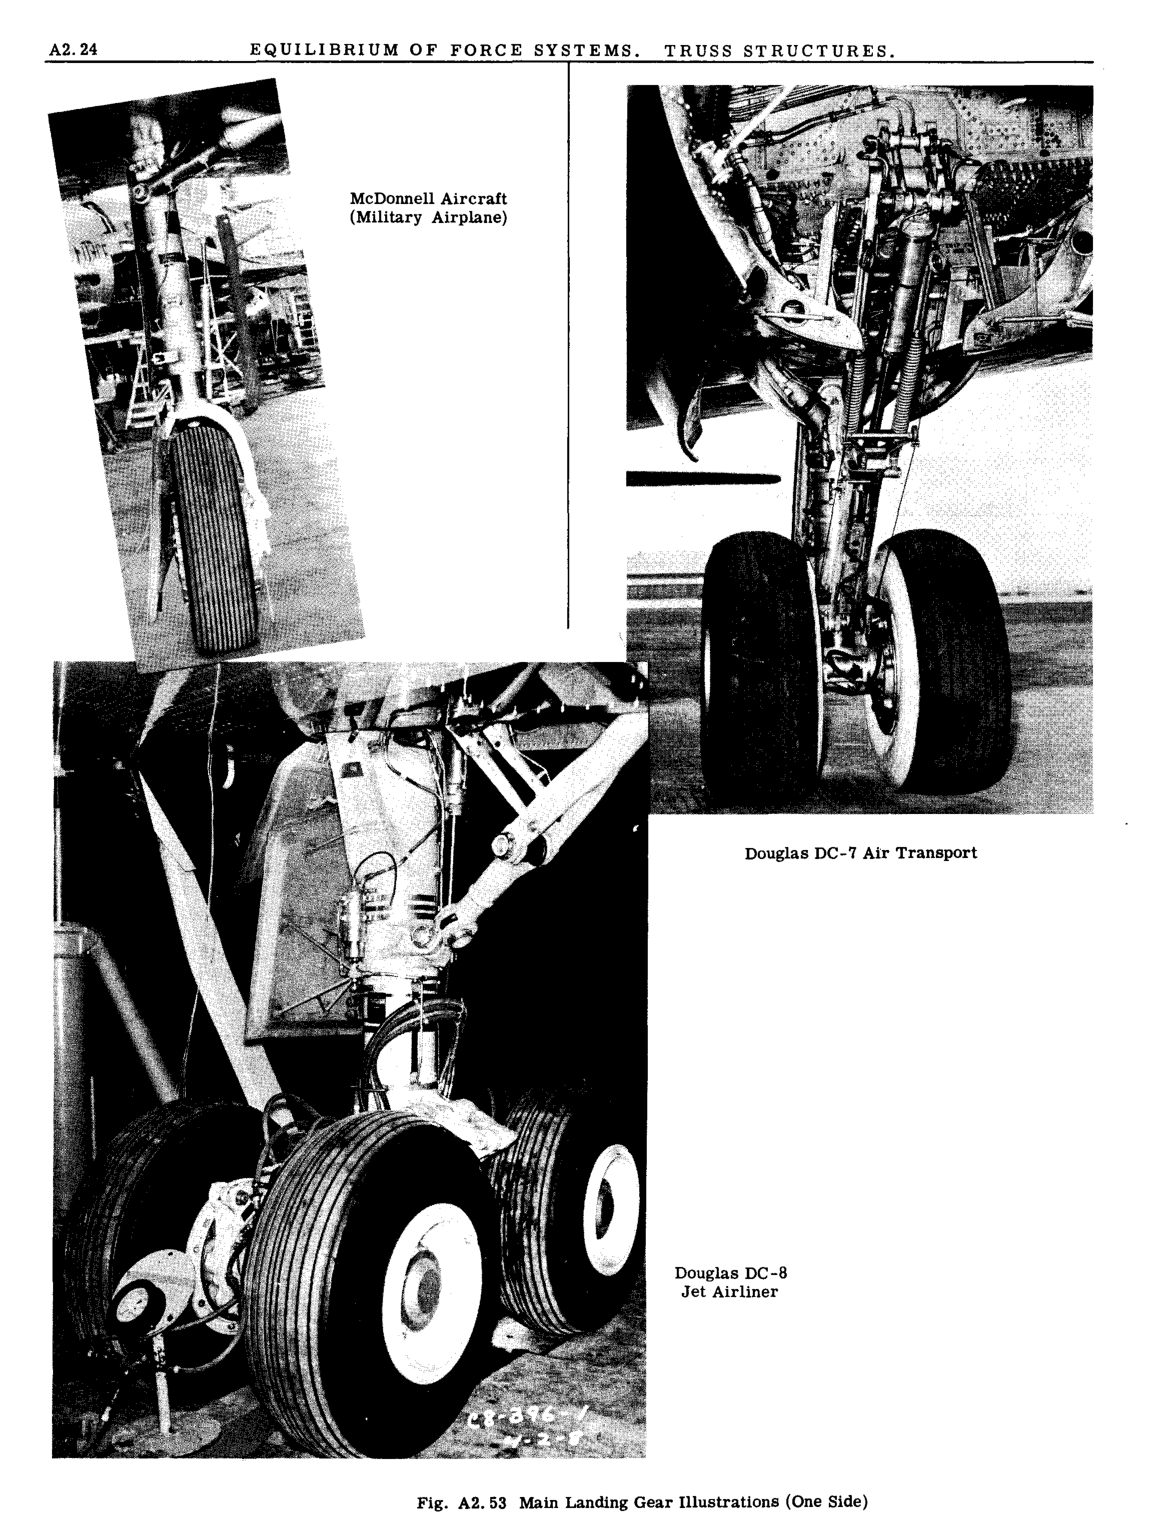 A2.24 EQUILIBRIUM OF FORCE SYSTEMS. TRUSS STRUCTURES.
McDonnell Aircraft
(Military Airplane)
Douglas DC-7 Air Transport
Douglas DC-8
Jet Airliner
C8-396-1
Fig. A2.53 Main Landing Gear Illustrations (One Side)